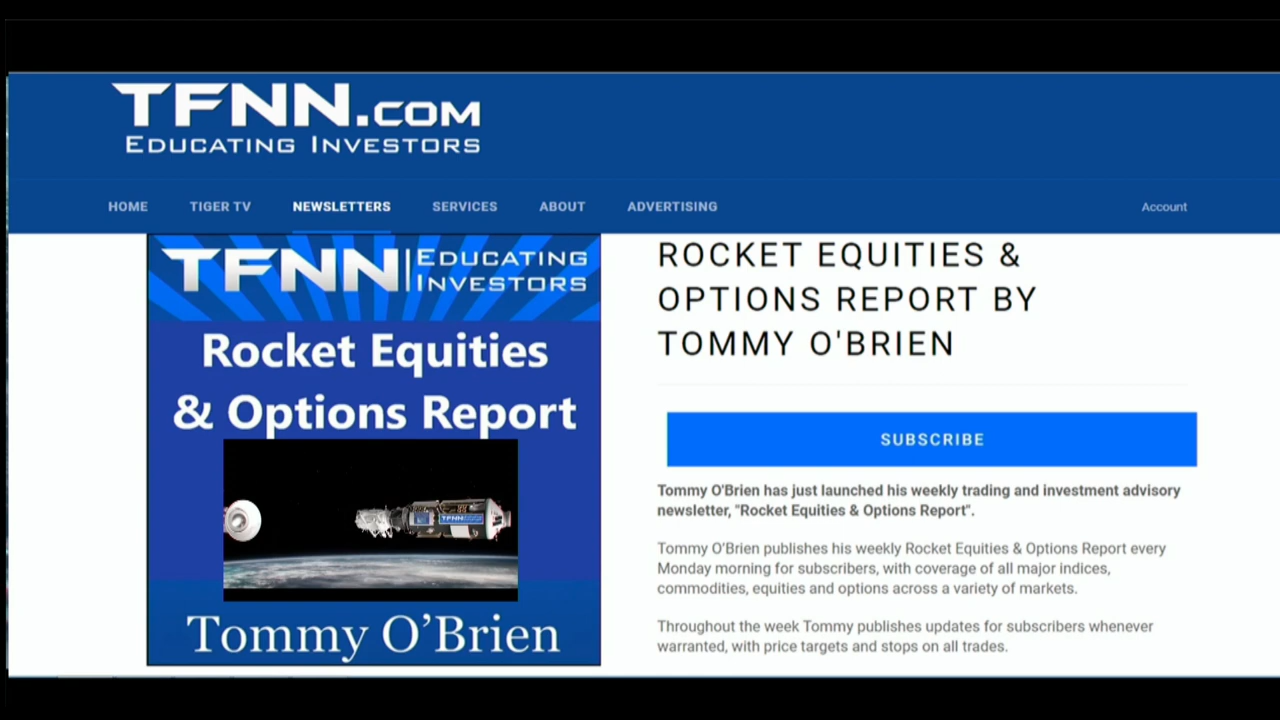 TFNN.COM
EDUCATING INVESTORS
HOME TIGER TV NEWSLETTERS SERVICES ABOUT ADVERTISING Account
TFNN EDUCATING
INVESTORS
Rocket Equities
& Options Report
TFNN
Tommy O’Brien
ROCKET EQUITIES &
OPTIONS REPORT BY
TOMMY O'BRIEN
SUBSCRIBE
Tommy O'Brien has just launched his weekly trading and investment advisory
newsletter, "Rocket Equities & Options Report".
Tommy O’Brien publishes his weekly Rocket Equities & Options Report every
Monday morning for subscribers, with coverage of all major indices,
commodities, equities and options across a variety of markets.
Throughout the week Tommy publishes updates for subscribers whenever
warranted, with price targets and stops on all trades.